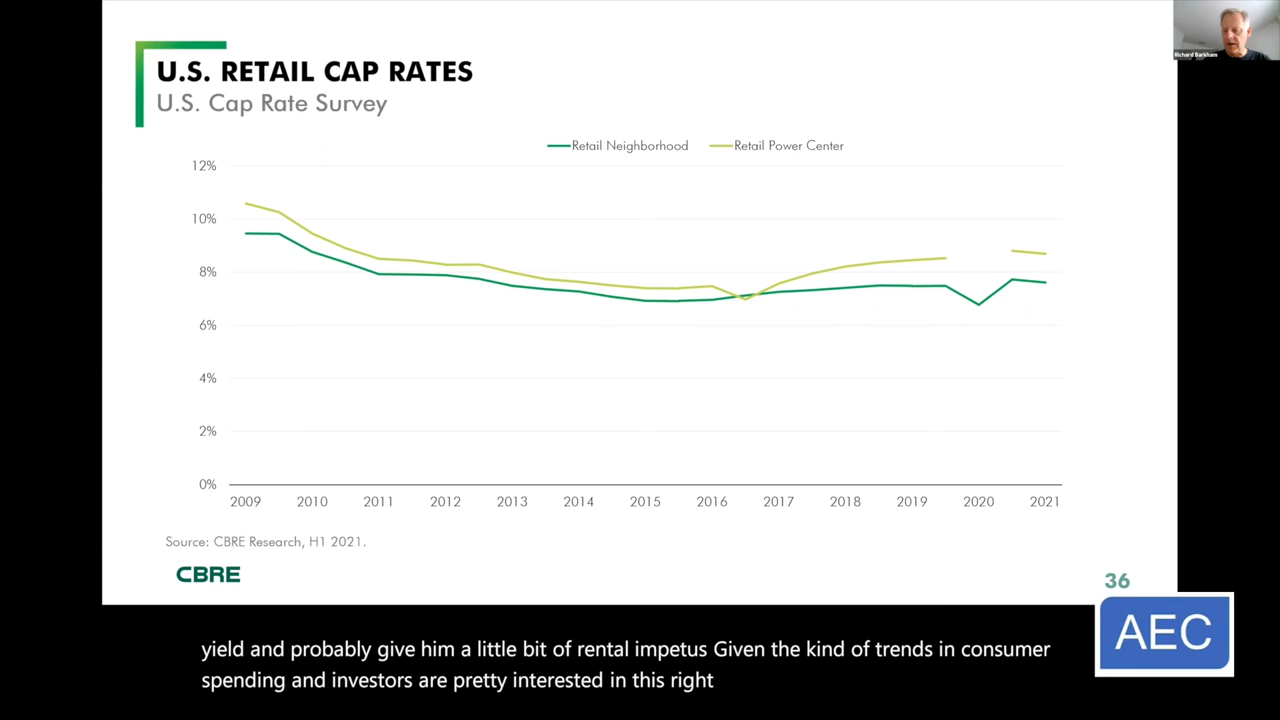 Richard Barkham
U.S. RETAIL CAP RATES
U.S. Cap Rate Survey
Retail Neighborhood
Retail Power Center
12%
10%
8%
6%
4%
2%
0%
2009 2010 2011 2012 2013 2014 2015 2016 2017 2018 2019 2020 2021
Source: CBRE Research, H1 2021.
CBRE
36
AEC
yield and probably give him a little bit of rental impetus Given the kind of trends in consumer
spending and investors are pretty interested in this right